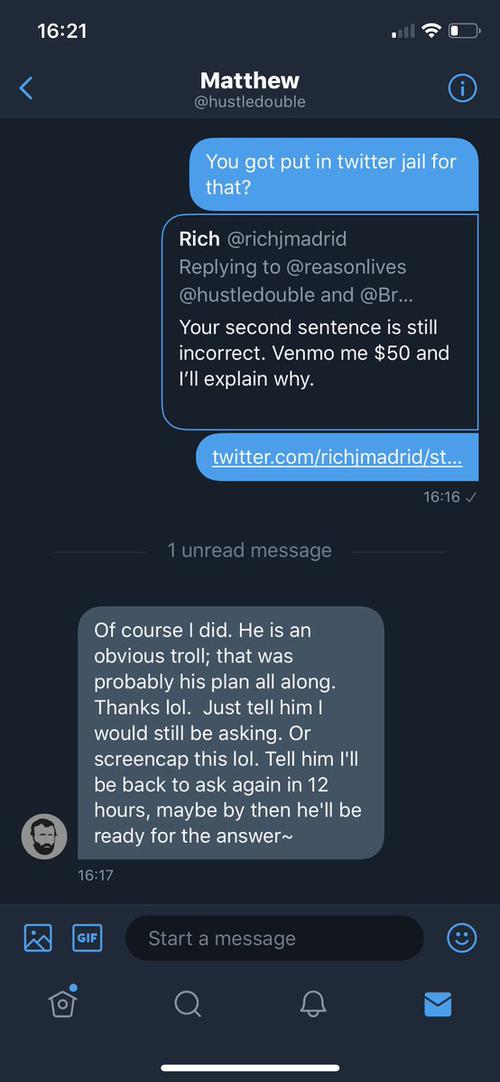 16:21
Matthew
@hustledouble
You got put in twitter jail for
that?
Rich @richjmadrid
Replying to @reasonlives
@hustledouble and @Br...
Your second sentence is still
incorrect. Venmo me $50 and
I’ll explain why.
twitter.com/richjmadrid/st...
16:16 ✓
1 unread message
Of course I did. He is an
obvious troll; that was
probably his plan all along.
Thanks lol.  Just tell him I
would still be asking. Or
screencap this lol. Tell him I'll
be back to ask again in 12
hours, maybe by then he'll be
ready for the answer~
16:17
GIF
Start a message